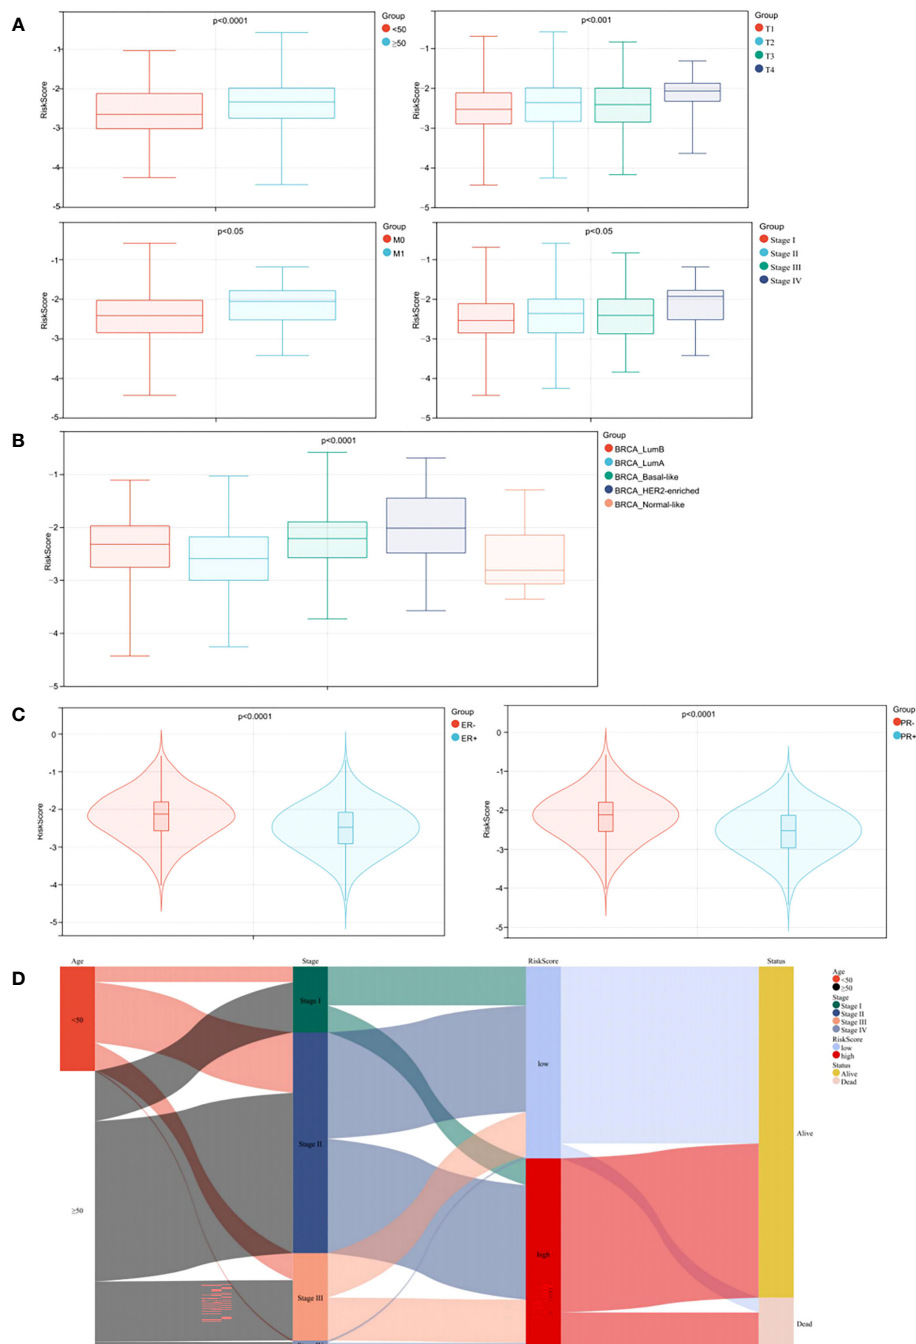 A
p<0.0001
Group
<50
≥50
RiskScore
-1
-2
-3
-4
-5
p<0.001
Group
T1
T2
T3
T4
RiskScore
-1
-2
-3
-4
-5
p<0.05
Group
M0
M1
RiskScore
-1
-2
-3
-4
-5
p<0.05
Group
Stage I
Stage II
Stage III
Stage IV
RiskScore
-1
-2
-3
-4
-5
B
p<0.0001
Group
BRCA_LumB
BRCA_LumA
BRCA_Basal-like
BRCA_HER2-enriched
BRCA_Normal-like
RiskScore
-1
-2
-3
-4
-5
C
p<0.0001
Group
ER-
ER+
RiskScore
0
-1
-2
-3
-4
-5
p<0.0001
Group
PR-
PR+
RiskScore
0
-1
-2
-3
-4
-5
D
Age
Stage
RiskScore
Status
<50
≥50
Stage I
Stage II
Stage III
low
high
Alive
Dead
Age
<50
≥50
Stage
Stage I
Stage II
Stage III
Stage IV
RiskScore
low
high
Status
Alive
Dead